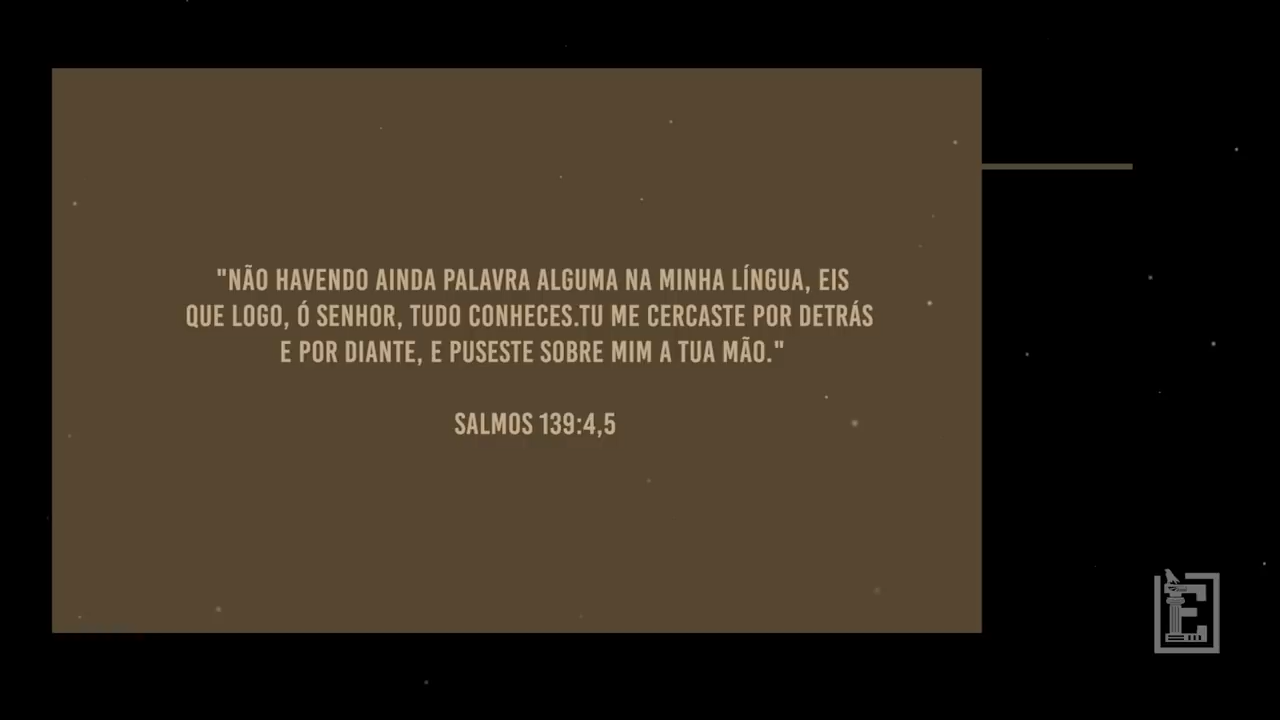 "NÃO HAVENDO AINDA PALAVRA ALGUMA NA MINHA LÍNGUA, EIS
QUE LOGO, Ó SENHOR, TUDO CONHECES.TU ME CERCASTE POR DETRÁS
E POR DIANTE, E PUSESTE SOBRE MIM A TUA MÃO."
SALMOS 139:4,5
E